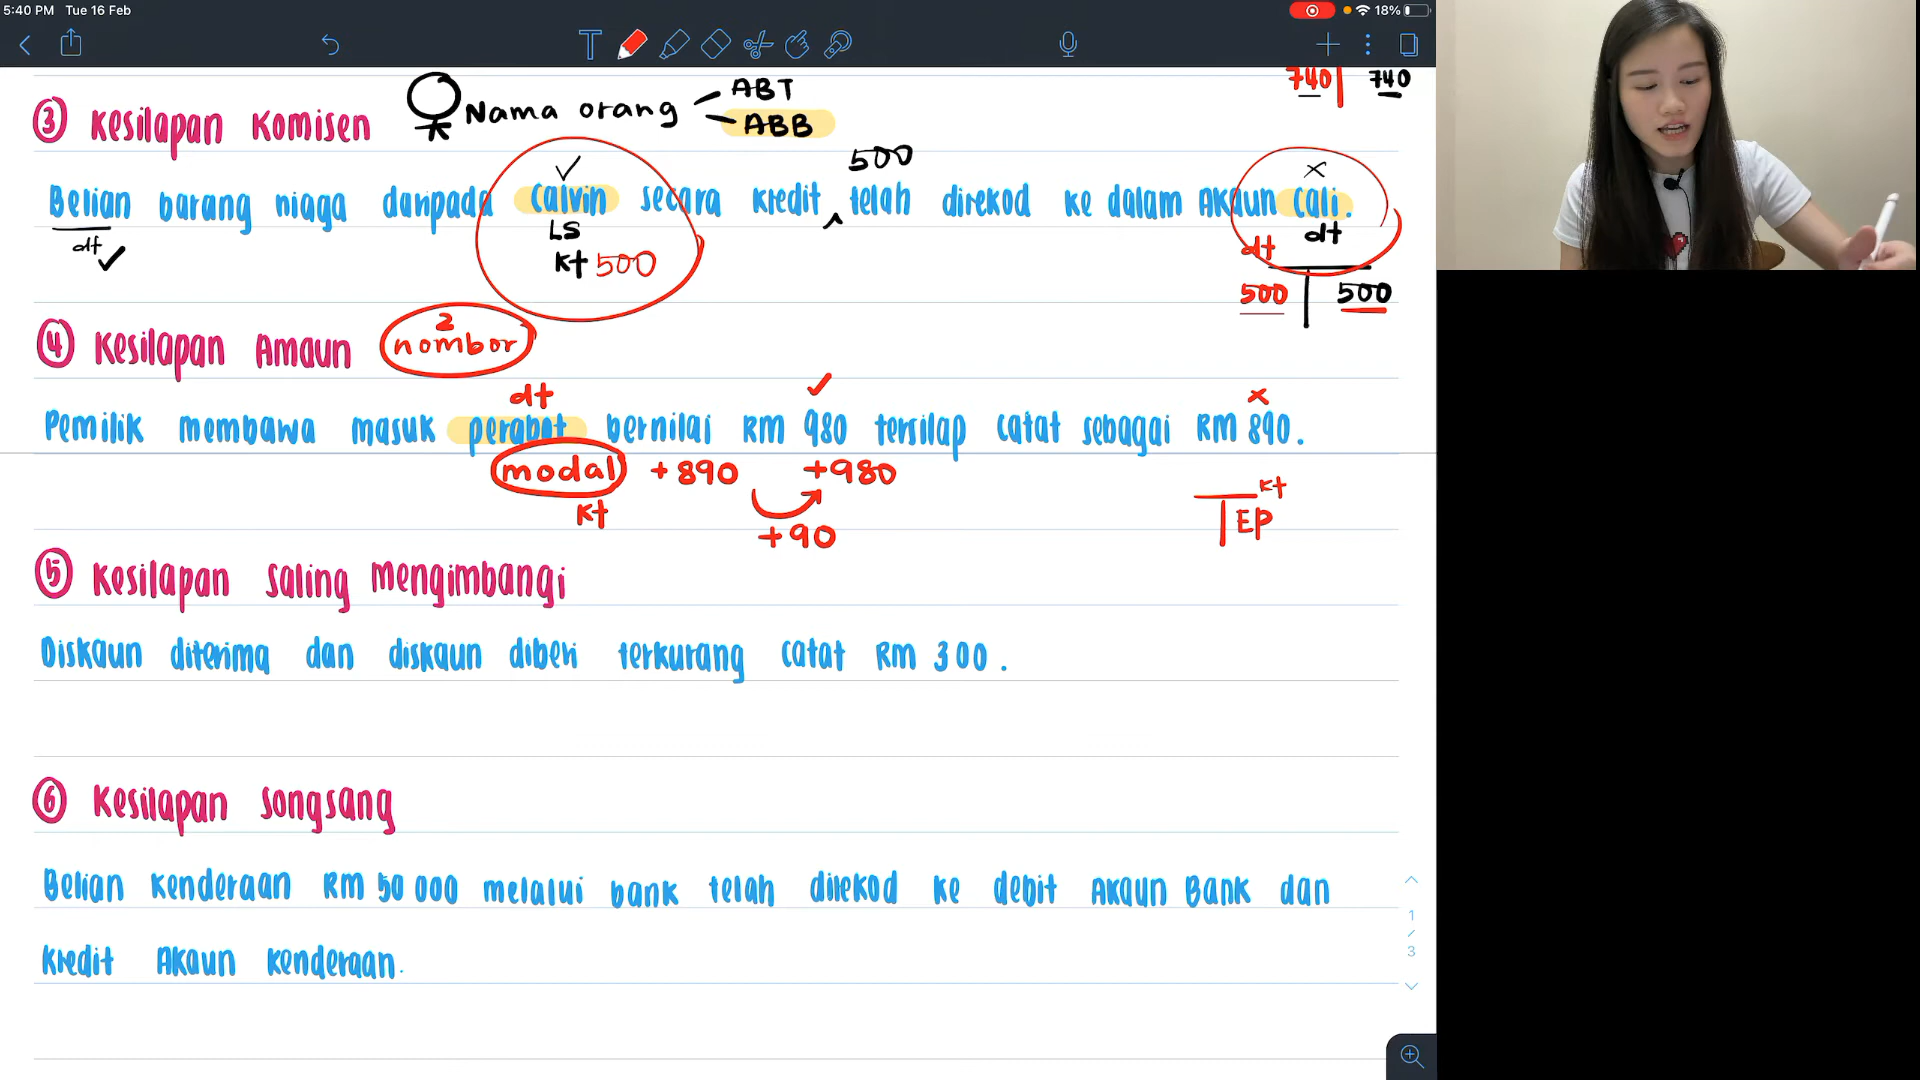 5:40 PM Tue 16 Feb
18%
740 740
③ Kesilapan Komisen
Nama orang
ABT
ABB
500
Belian barang niaga daripada Calvin secara kredit ^ telah direkod ke dalam Akaun Cali.
dt
LS
Kt 500
dt
dt
500 500
④ Kesilapan Amaun
2
nombor
dt
Pemilik membawa masuk perabot bernilai RM 980 tersilap catat sebagai RM 890.
modal +890 +980
Kt
+90
Kt
EP
⑤ Kesilapan Saling Mengimbangi
Diskaun diterima dan diskaun diberi terkurang catat RM 300.
⑥ Kesilapan Songsang
Belian Kenderaan RM 50 000 melalui bank telah direkod ke debit Akaun Bank dan
Kredit Akaun Kenderaan.
1
/
3